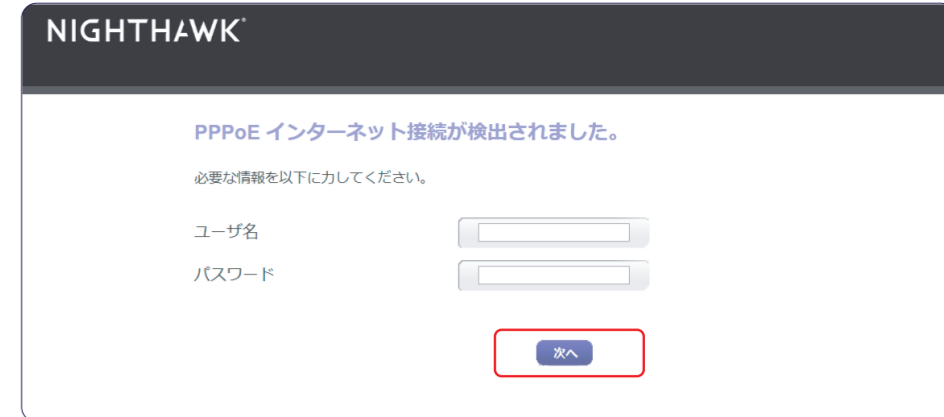 NIGHTHAWK
PPPoE インターネット接続が検出されました。
必要な情報を以下に力してください。
ユーザ名
パスワード
次へ